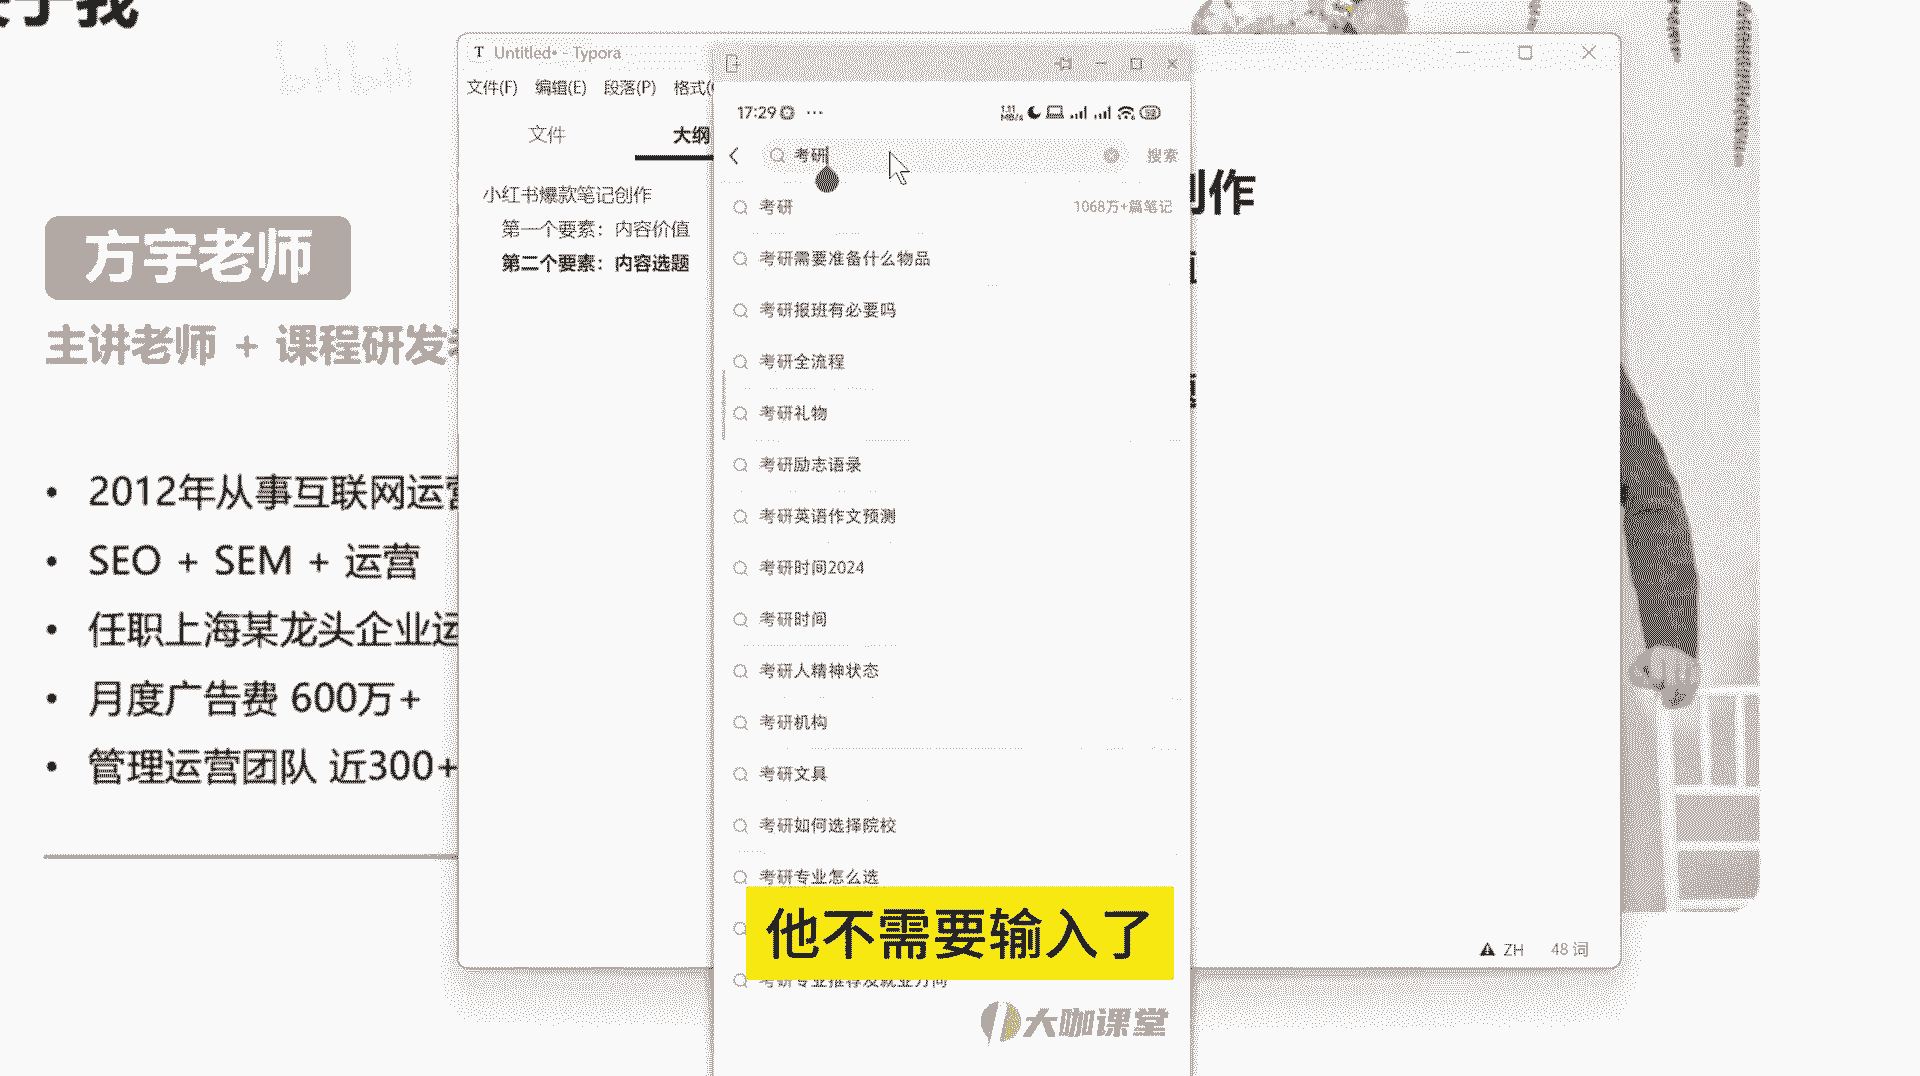 bilibili
方宇老师
主讲老师 + 课程研发
• 2012年从事互联网运营
• SEO + SEM + 运营
• 任职上海某龙头企业运
• 月度广告费 600万+
• 管理运营团队 近300+
Untitled• - Typora
文件(F) 编辑(E) 段落(P) 格式(
文件 大纲
小红书爆款笔记创作
第一个要素：内容价值
第二个要素：内容选题
创作
17:29 ...
考研 搜索
考研 1068万+篇笔记
考研需要准备什么物品
考研报班有必要吗
考研全流程
考研礼物
考研励志语录
考研英语作文预测
考研时间2024
考研时间
考研人精神状态
考研机构
考研文具
考研如何选择院校
考研专业怎么选
考研专业推荐及就业方向
他不需要输入了
ZH 48 词
大咖课堂